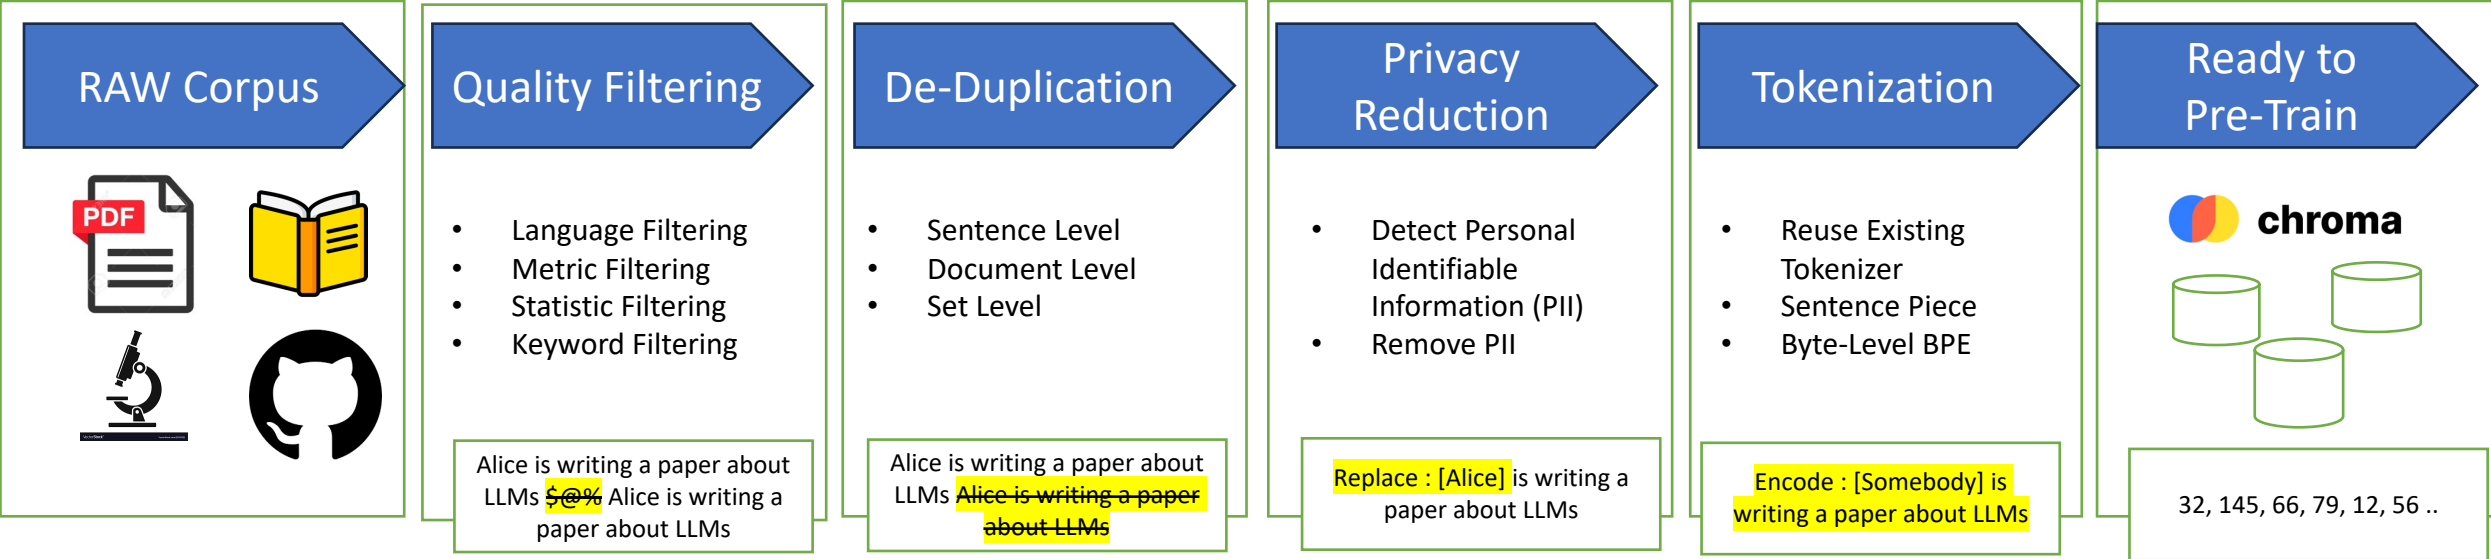 RAW Corpus
PDF
Quality Filtering
• Language Filtering
• Metric Filtering
• Statistic Filtering
• Keyword Filtering
Alice is writing a paper about
LLMs $@% Alice is writing a
paper about LLMs
De-Duplication
• Sentence Level
• Document Level
• Set Level
Alice is writing a paper about
LLMs Alice is writing a paper
about LLMs
Privacy
Reduction
• Detect Personal
Identifiable
Information (PII)
• Remove PII
Replace : [Alice] is writing a
paper about LLMs
Tokenization
• Reuse Existing
Tokenizer
• Sentence Piece
• Byte-Level BPE
Encode : [Somebody] is
writing a paper about LLMs
Ready to
Pre-Train
chroma
32, 145, 66, 79, 12, 56 ..